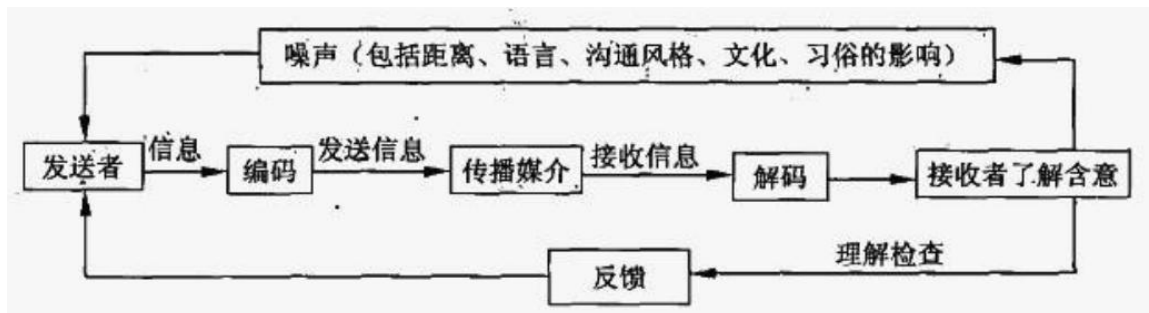 噪声（包括距离、语言、沟通风格、文化、习俗的影响）
发送者
信息
编码
发送信息
传播媒介
接收信息
解码
接收者了解含意
理解检查
反馈